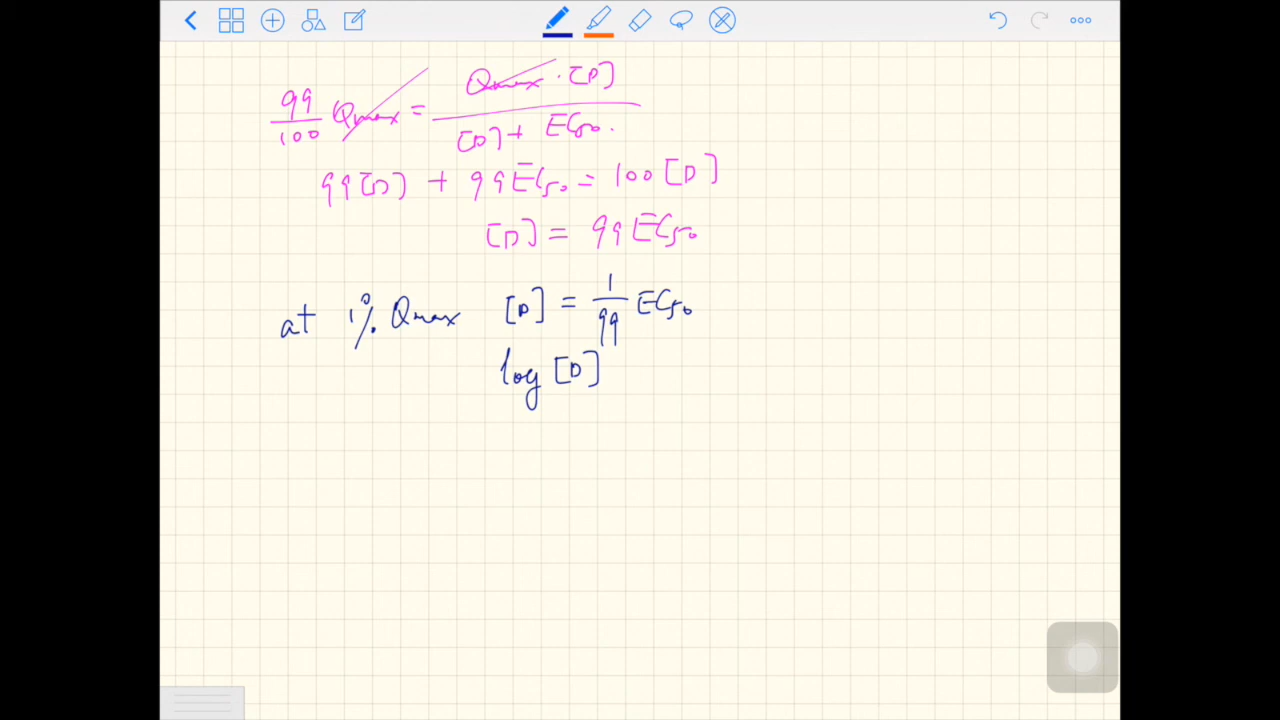 99/100 Qmax = Qmax · [D] / [D] + EC50.
99[D] + 99EC50 = 100[D]
[D] = 99EC50
at 1% Qmax [D] = 1/99 EC50
log [D]